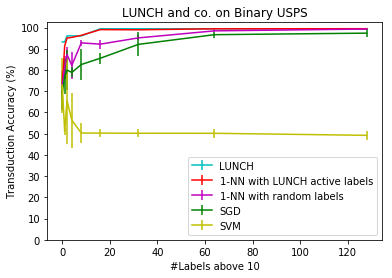 LUNCH and co. on Binary USPS
Transduction Accuracy (%)
100
90
80
70
60
50
40
30
20
10
0
LUNCH
1-NN with LUNCH active labels
1-NN with random labels
SGD
SVM
0 20 40 60 80 100 120
#Labels above 10